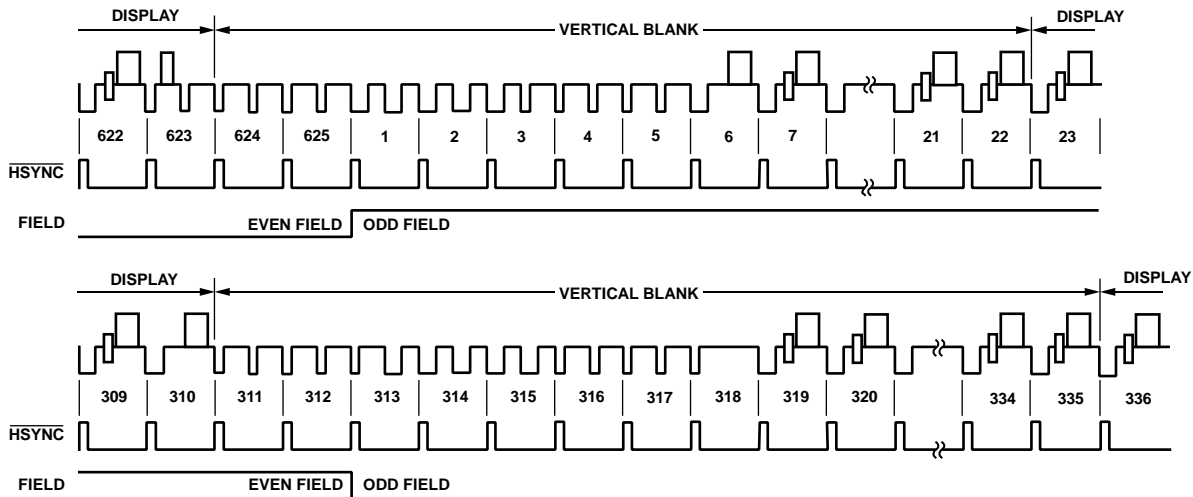 DISPLAY VERTICAL BLANK DISPLAY
622 623 624 625 1 2 3 4 5 6 7 21 22 23
HSYNC
FIELD EVEN FIELD ODD FIELD
DISPLAY VERTICAL BLANK DISPLAY
309 310 311 312 313 314 315 316 317 318 319 320 334 335 336
HSYNC
FIELD EVEN FIELD ODD FIELD